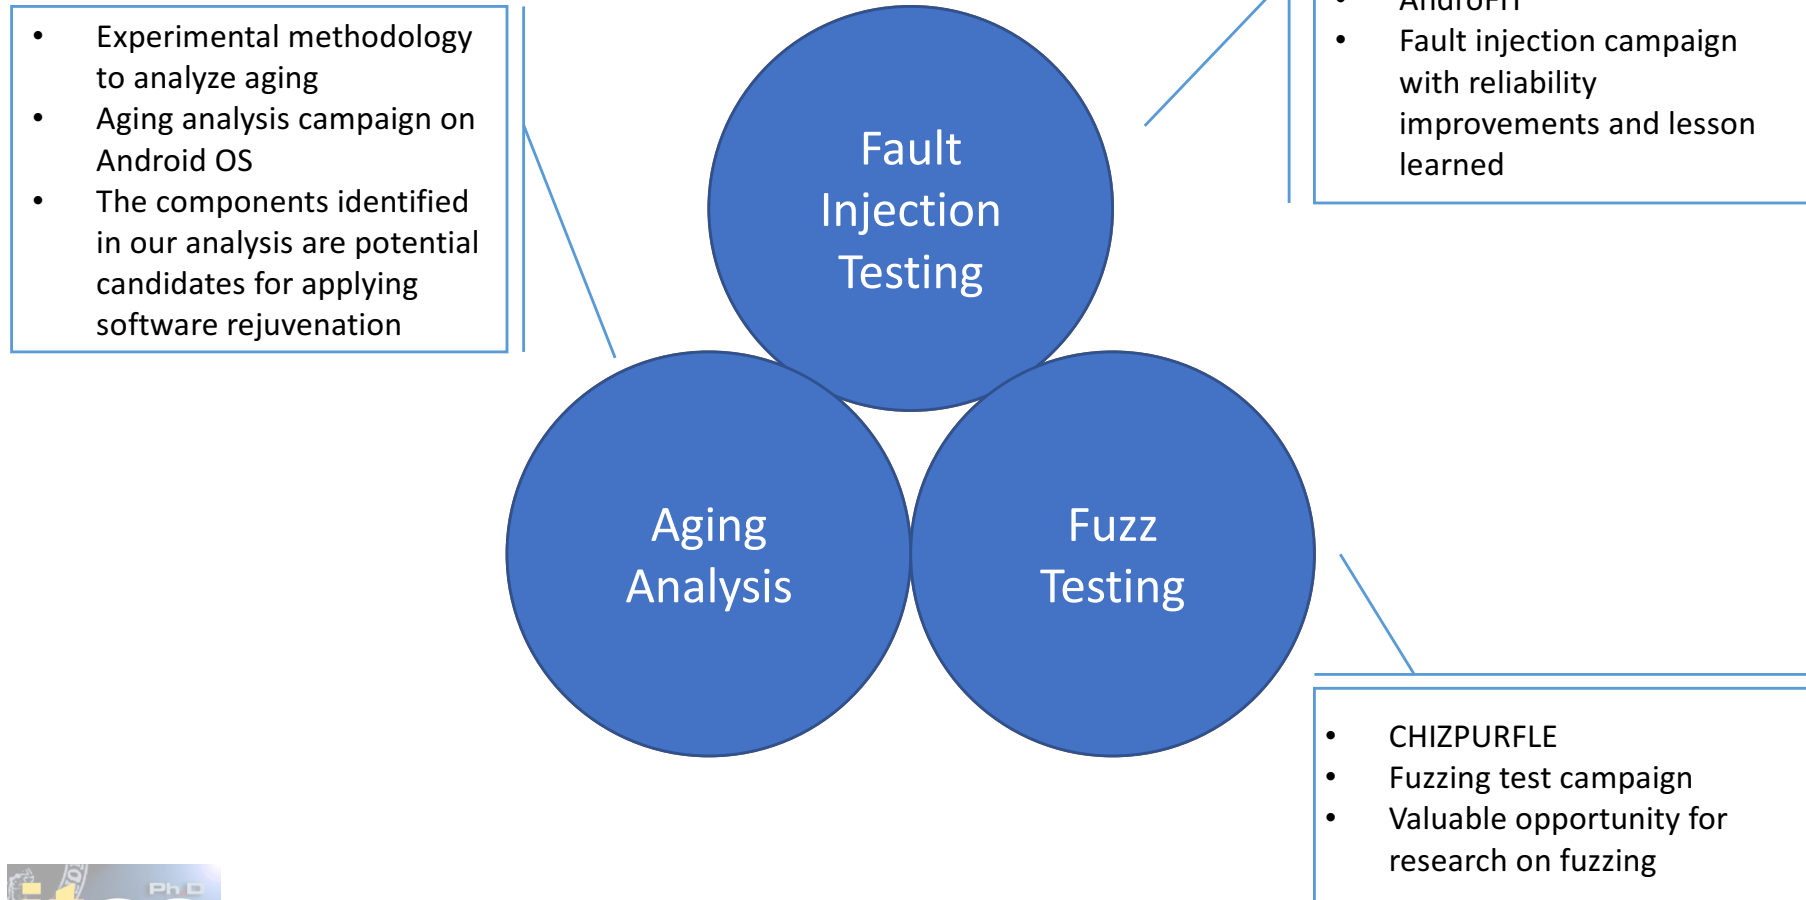 • Experimental methodology
to analyze aging
• Aging analysis campaign on
Android OS
• The components identified
in our analysis are potential
candidates for applying
software rejuvenation
Fault
Injection
Testing
• AndroFIT
• Fault injection campaign
with reliability
improvements and lesson
learned
Aging
Analysis
Fuzz
Testing
• CHIZPURFLE
• Fuzzing test campaign
• Valuable opportunity for
research on fuzzing
Ph D